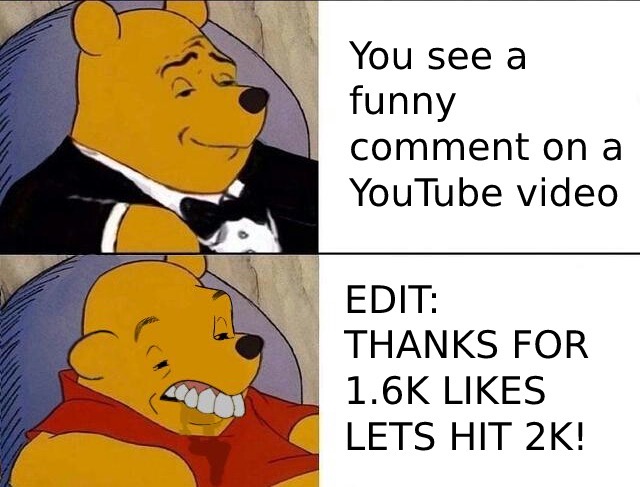 You see a
funny
comment on a
YouTube video
EDIT:
THANKS FOR
1.6K LIKES
LETS HIT 2K!